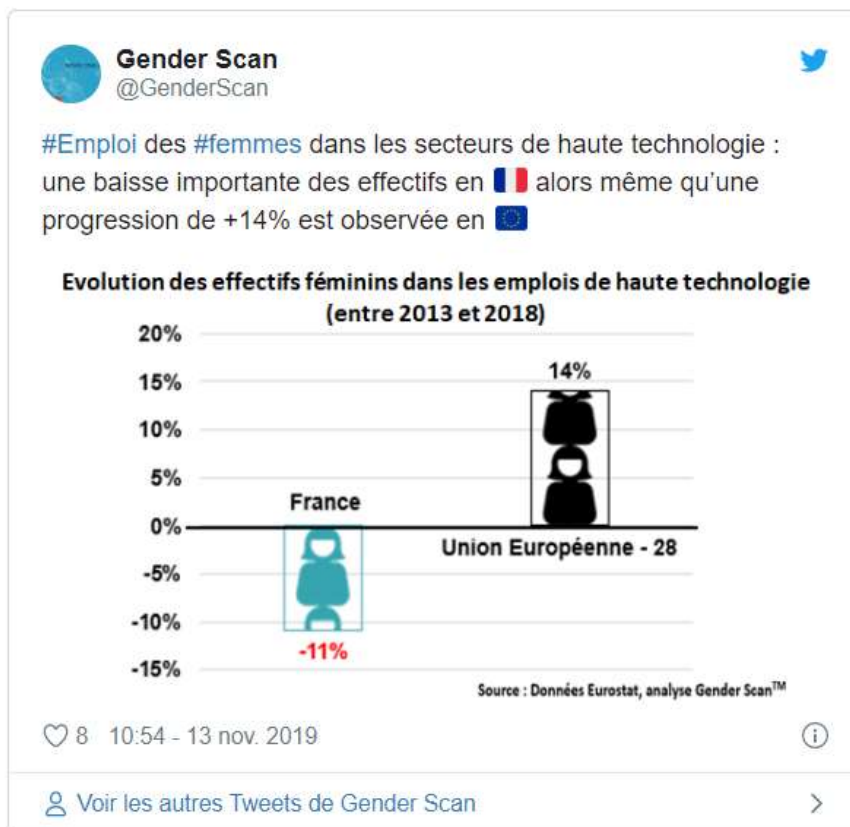 Gender Scan
@GenderScan
#Emploi des #femmes dans les secteurs de haute technologie :
une baisse importante des effectifs en 🇫🇷 alors même qu’une
progression de +14% est observée en 🇪🇺
Evolution des effectifs féminins dans les emplois de haute technologie
(entre 2013 et 2018)
20%
15%
14%
10%
5%
France
0%
Union Européenne - 28
-5%
-10%
-11%
-15%
Source : Données Eurostat, analyse Gender Scan™
8 10:54 - 13 nov. 2019
Voir les autres Tweets de Gender Scan